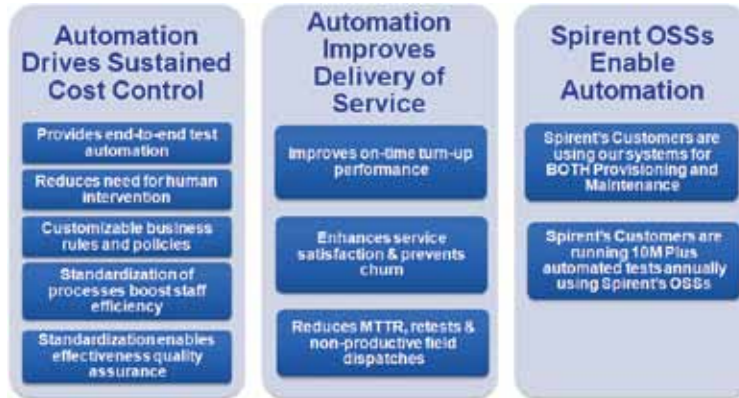 Automation
Drives Sustained
Cost Control
Provides end-to-end test
automation
Reduces need for human
intervention
Customizable business
rules and policies
Standardization of
processes boost staff
efficiency
Standardization enables
effectiveness quality
assurance
Automation
Improves
Delivery of
Service
Improves on-time turn-up
performance
Enhances service
satisfaction & prevents
churn
Reduces MTTR, retests &
non-productive field
dispatches
Spirent OSSs
Enable
Automation
Spirent's Customers are
using our systems for
BOTH Provisioning and
Maintenance
Spirent's Customers are
running 10M Plus
automated tests annually
using Spirent's OSSs